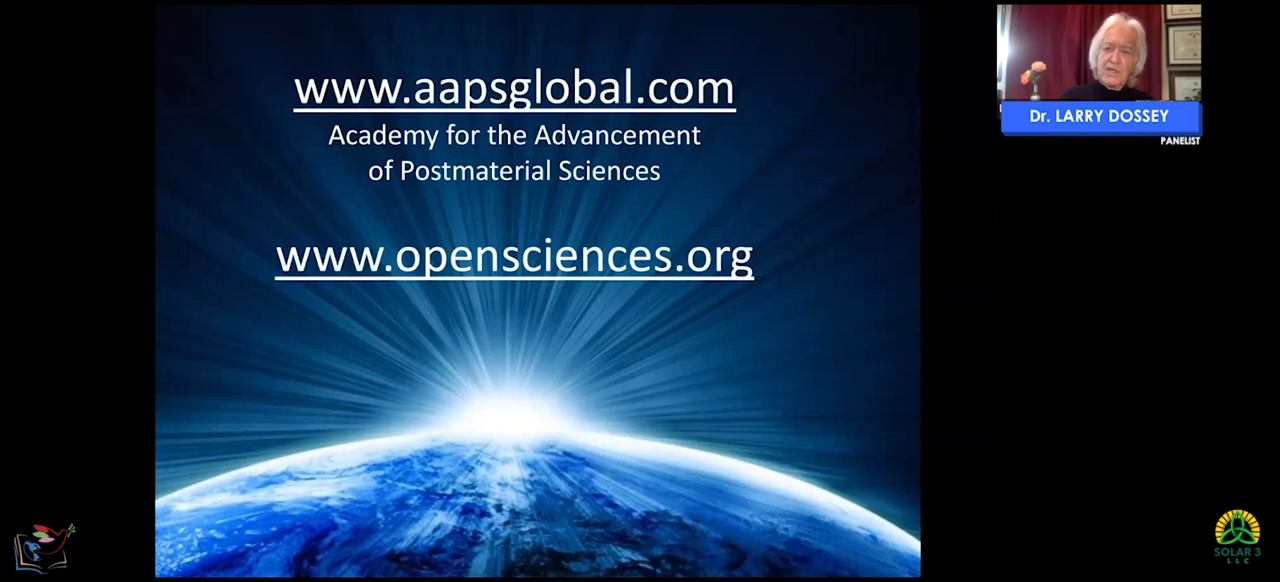 www.aapsglobal.com
Academy for the Advancement
of Postmaterial Sciences
www.opensciences.org
Dr. LARRY DOSSEY
PANELIST
SOLAR 3
LLC